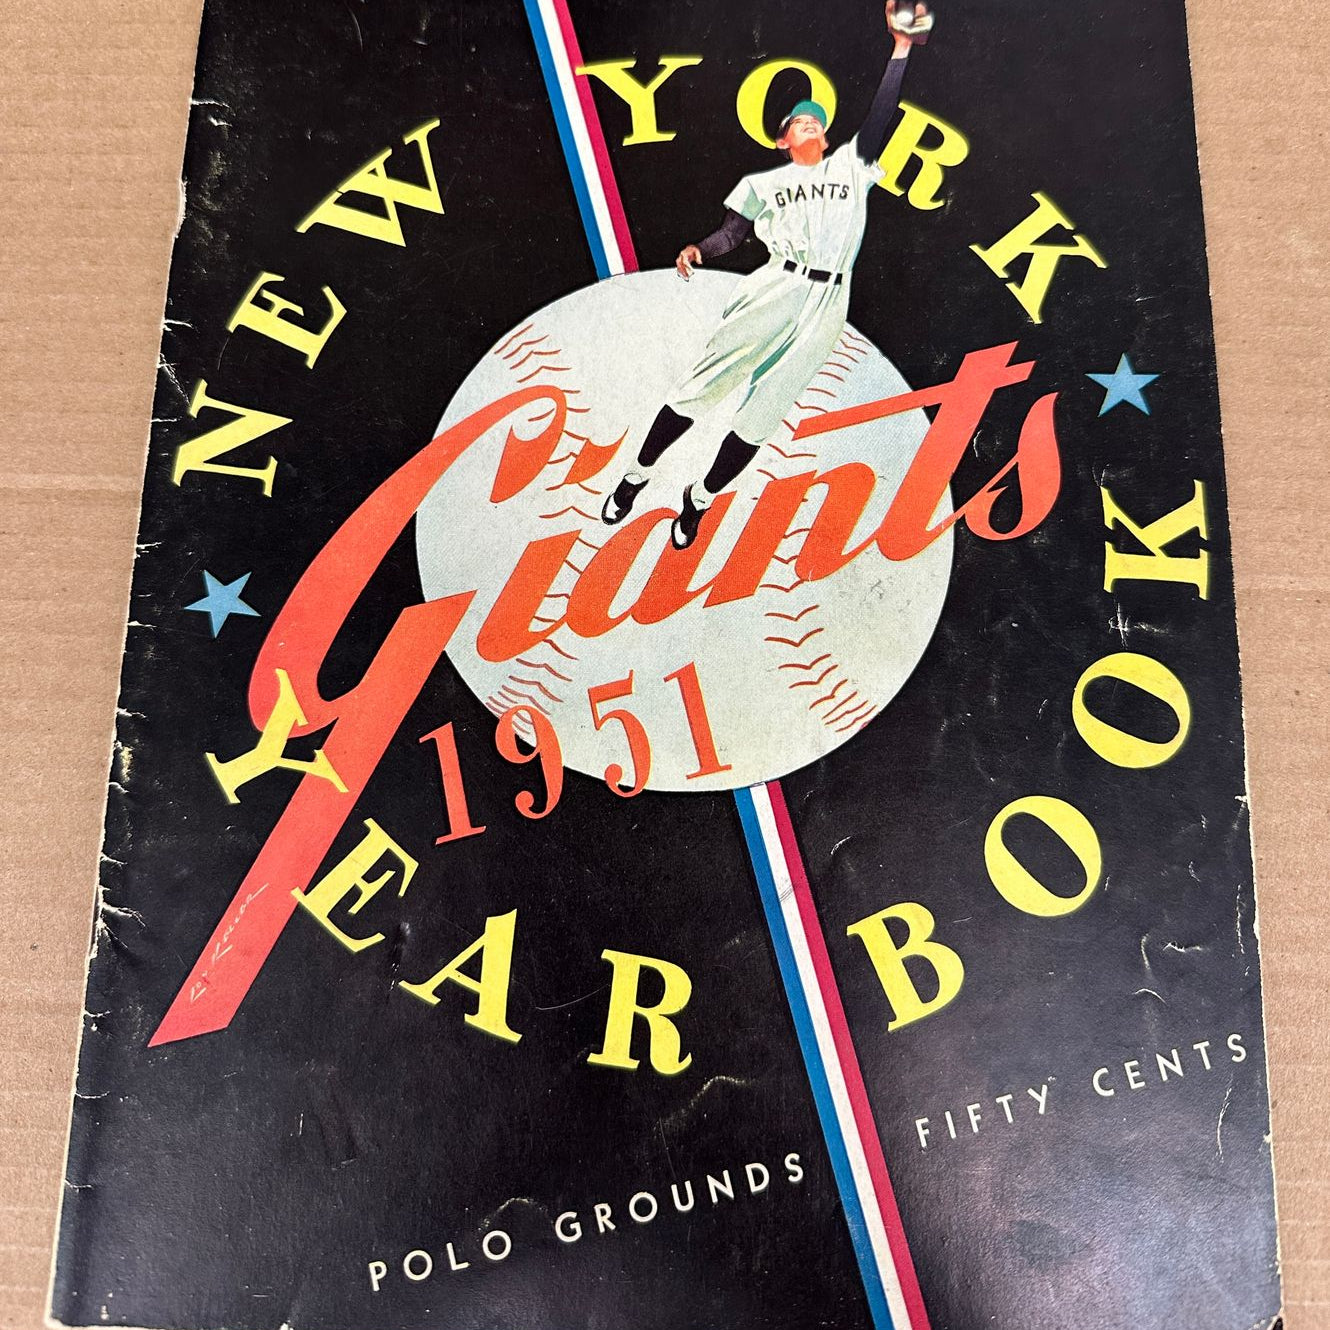 NEW YORK
GIANTS
Giants
1951
YEAR BOOK
POLO GROUNDS
FIFTY CENTS